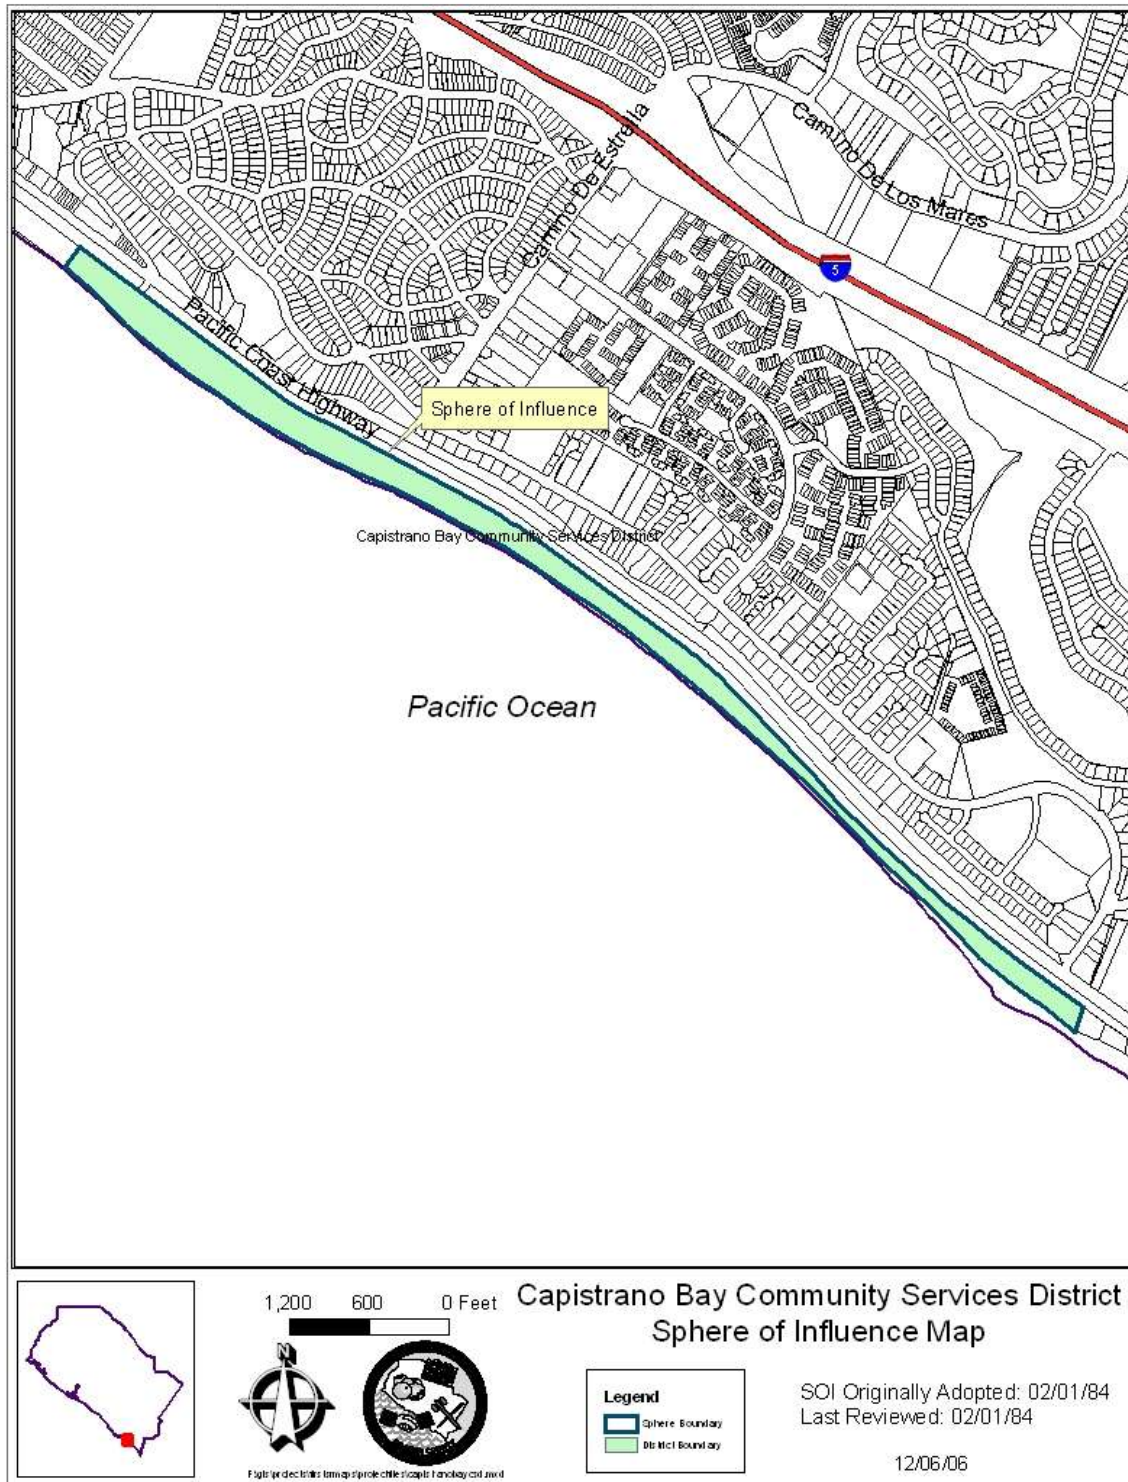 Camino De Estrella
Camino De Los Mares
5
Pacific Coast Highway
Sphere of Influence
Capistrano Bay Community Services District
Pacific Ocean
1,200 600 0 Feet
N
Capistrano Bay Community Services District
Sphere of Influence Map
Legend
Sphere Boundary
District Boundary
SOI Originally Adopted: 02/01/84
Last Reviewed: 02/01/84
12/06/06